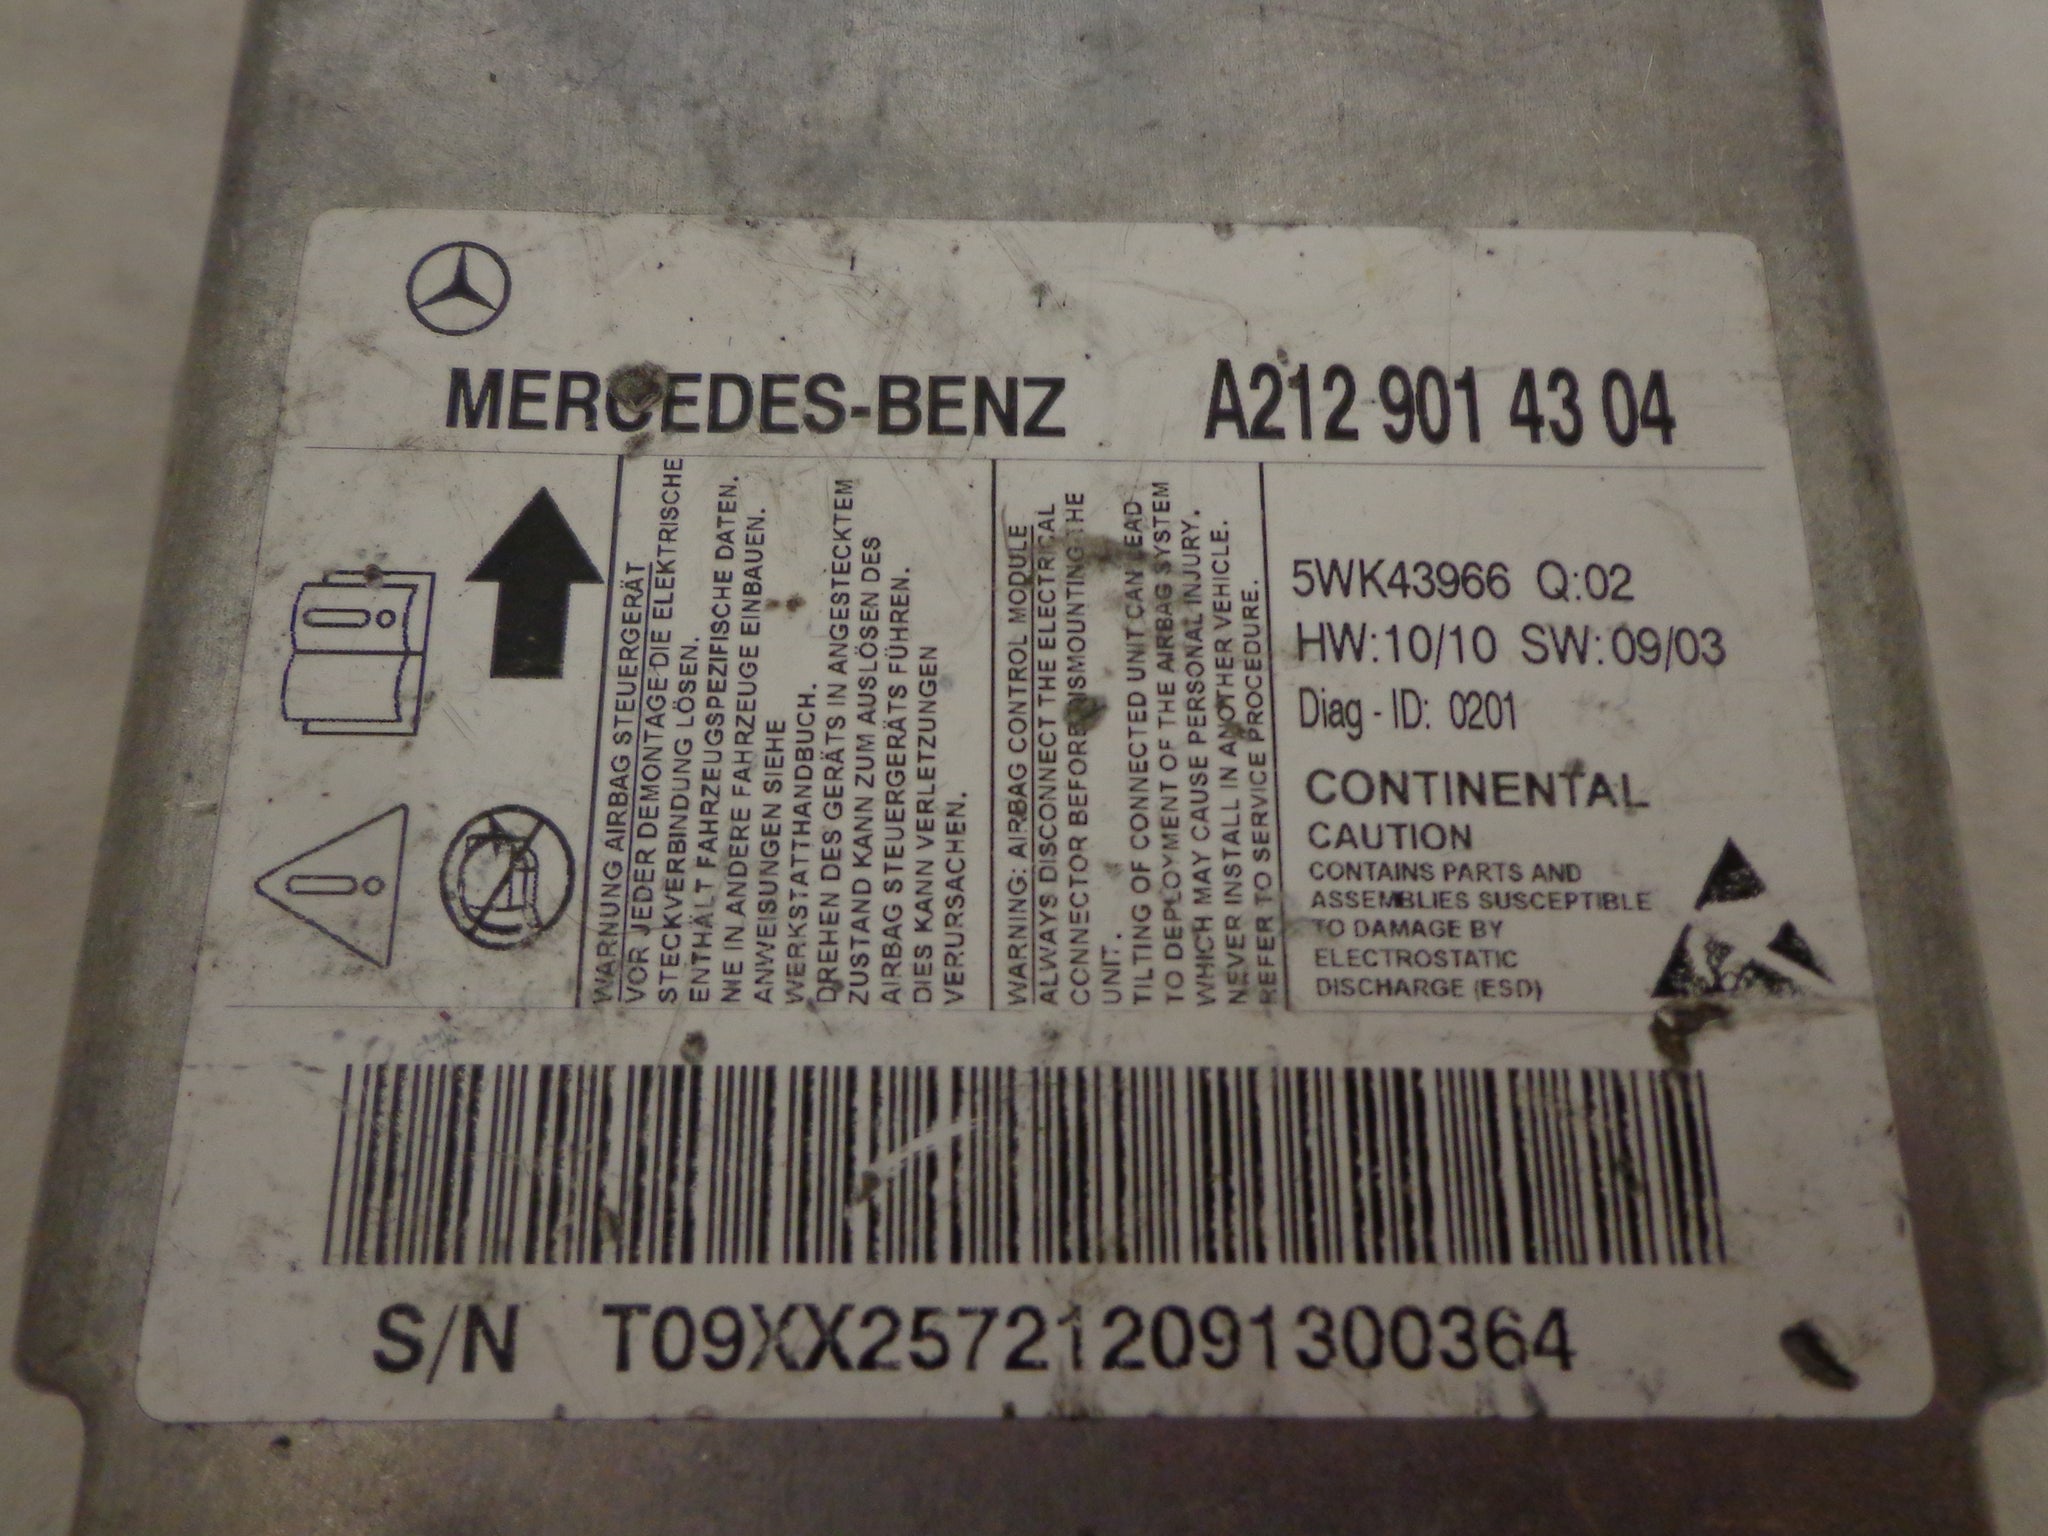 MERCEDES-BENZ A212 901 43 04
WARNUNG AIRBAG STEUERGERÄT
VOR JEDER DEMONTAGE DIE ELEKTRISCHE
STECKVERBINDUNG LÖSEN.
ENTHÄLT FAHRZEUGSPEZIFISCHE DATEN.
NIE IN ANDERE FAHRZEUGE EINBAUEN.
ANWEISUNGEN SIEHE
WERKSTATTHANDBUCH.
DREHEN DES GERÄTS IN ANGESTECKTEM
ZUSTAND KANN ZUM AUSLÖSEN DES
AIRBAG STEUERGERÄTS FÜHREN.
DIES KANN VERLETZUNGEN
VERURSACHEN.
WARNING: AIRBAG CONTROL MODULE
ALWAYS DISCONNECT THE ELECTRICAL
CONNECTOR BEFORE DISMOUNTING THE
UNIT.
TILTING OF CONNECTED UNIT CAN LEAD
TO DEPLOYMENT OF THE AIRBAG SYSTEM
WHICH MAY CAUSE PERSONAL INJURY.
NEVER INSTALL IN ANOTHER VEHICLE.
REFER TO SERVICE PROCEDURE.
5WK43966 Q:02
HW:10/10 SW:09/03
Diag - ID: 0201
CONTINENTAL
CAUTION
CONTAINS PARTS AND
ASSEMBLIES SUSCEPTIBLE
TO DAMAGE BY
ELECTROSTATIC
DISCHARGE (ESD)
S/N T09XX257212091300364